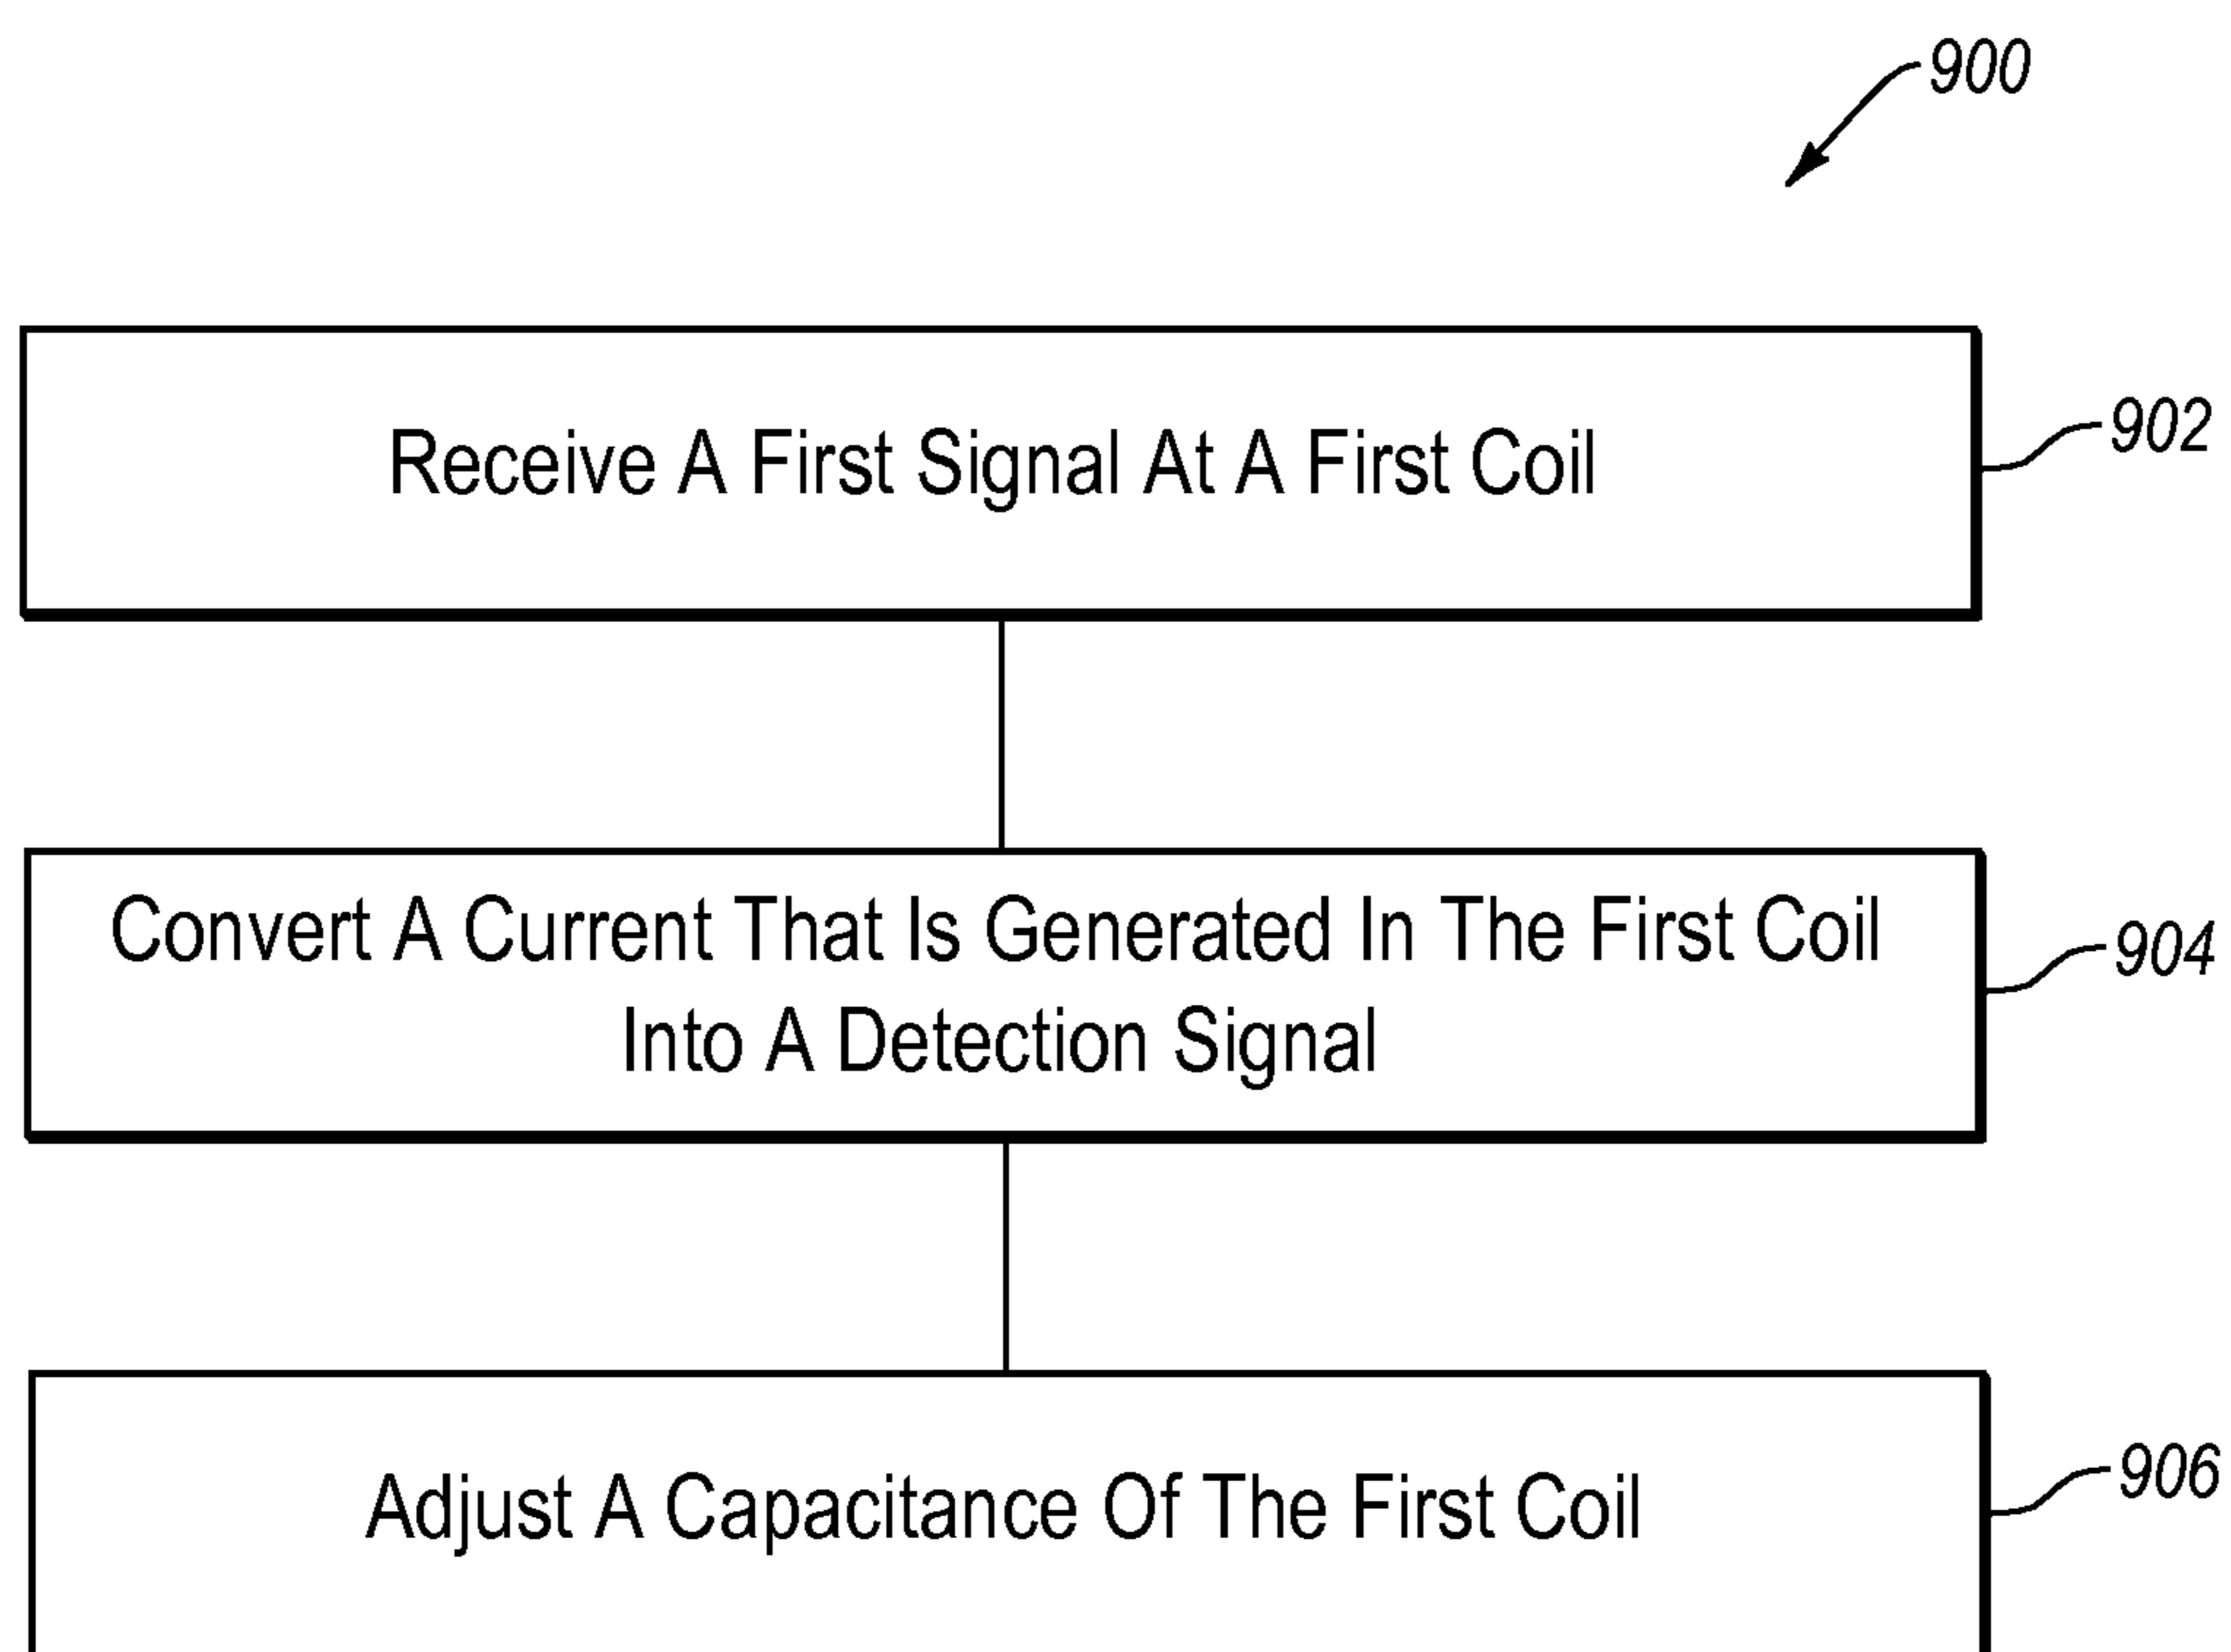 900
Receive A First Signal At A First Coil
902
Convert A Current That Is Generated In The First Coil
Into A Detection Signal
904
Adjust A Capacitance Of The First Coil
906